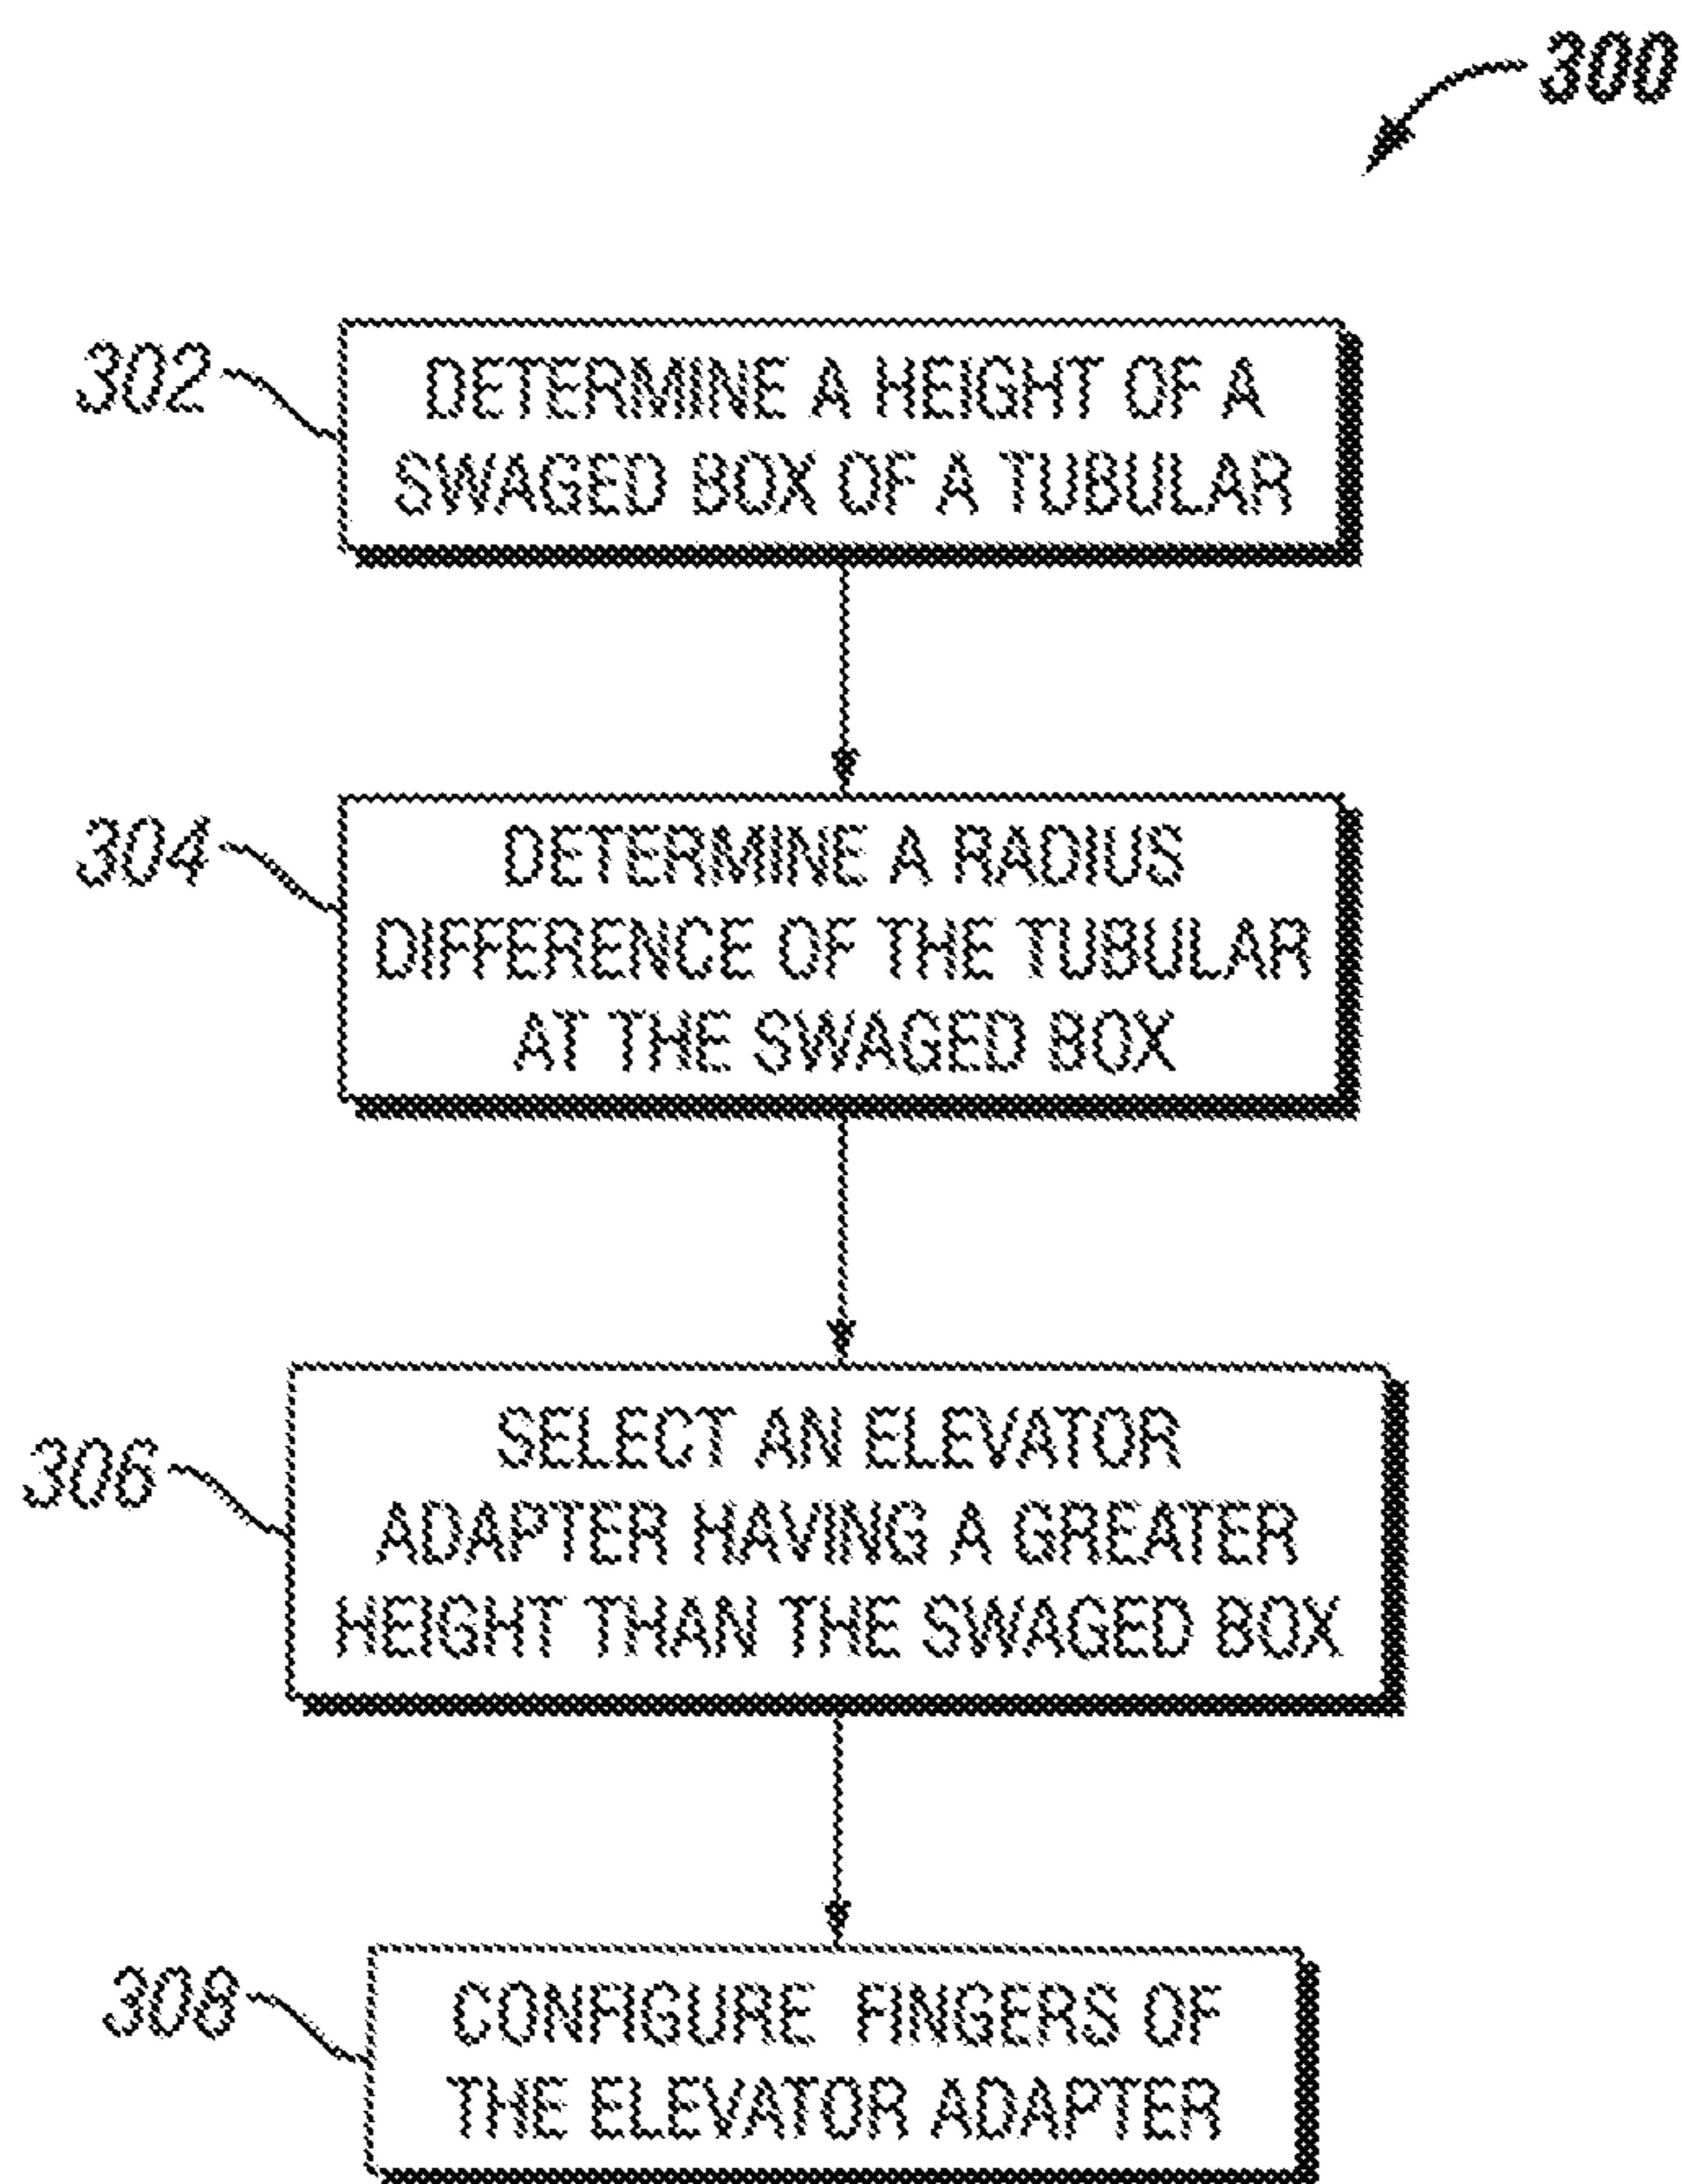 300
302
DETERMINE A HEIGHT OF A
SWAGED BOX OF A TUBULAR
304
DETERMINE A RADIUS
DIFFERENCE OF THE TUBULAR
AT THE SWAGED BOX
306
SELECT AN ELEVATOR
ADAPTER HAVING A GREATER
HEIGHT THAN THE SWAGED BOX
308
CONFIGURE FINGERS OF
THE ELEVATOR ADAPTER